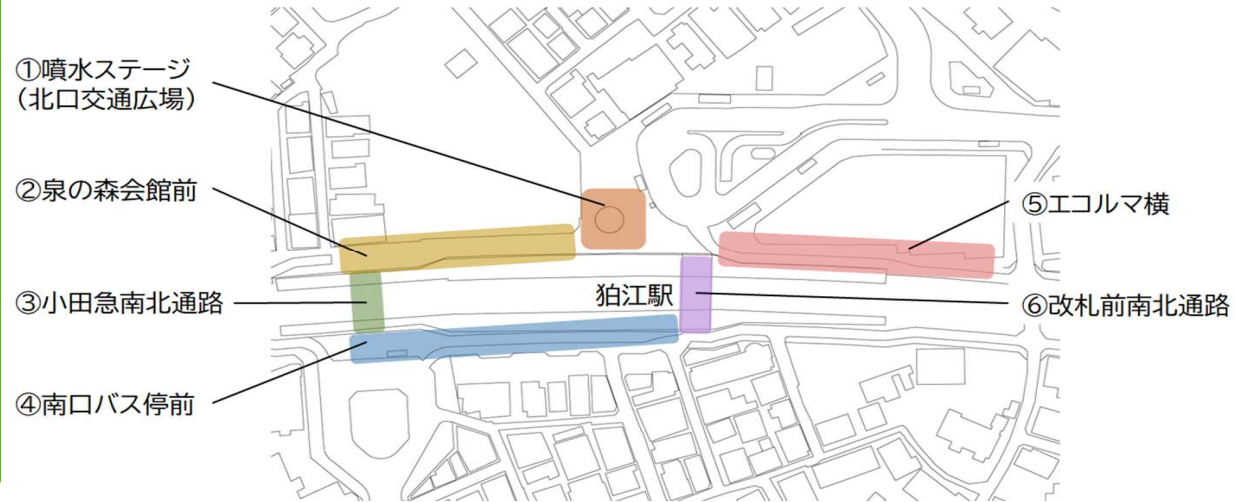 ①噴水ステージ
（北口交通広場）
②泉の森会館前
③小田急南北通路
④南口バス停前
狛江駅
⑤エコルマ横
⑥改札前南北通路